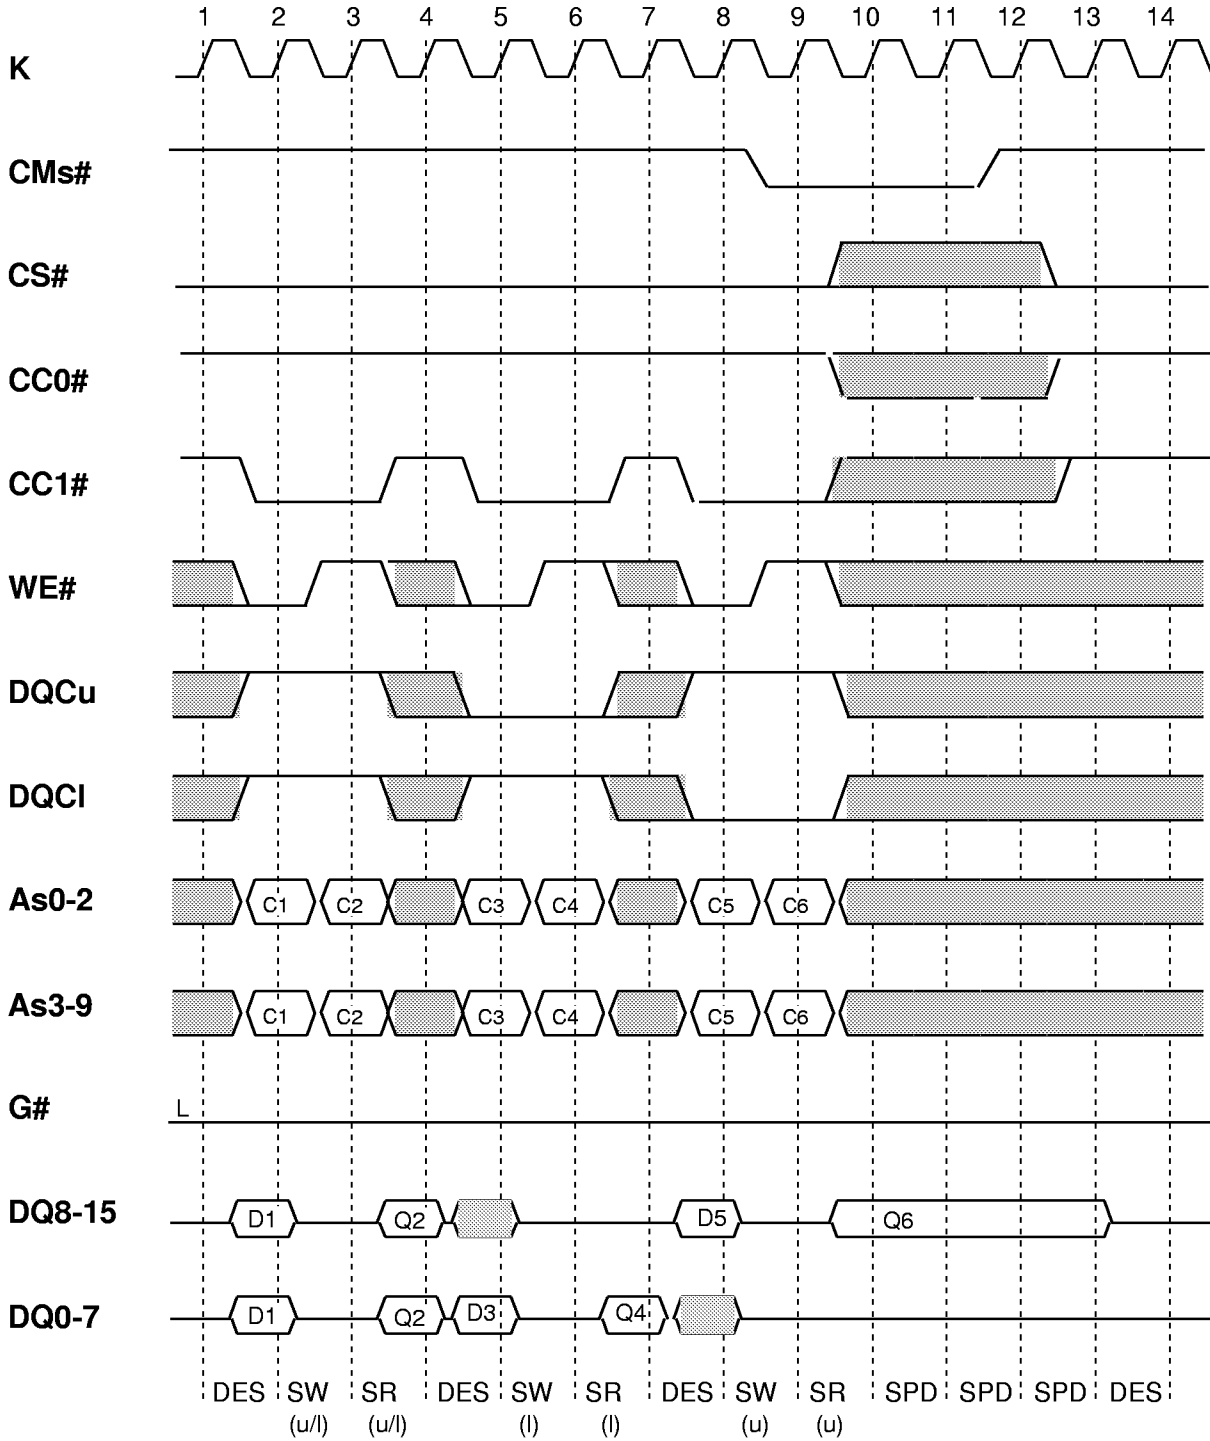 1 2 3 4 5 6 7 8 9 10 11 12 13 14
K
CMs#
CS#
CC0#
CC1#
WE#
DQCu
DQCl
As0-2 C1 C2 C3 C4 C5 C6
As3-9 C1 C2 C3 C4 C5 C6
G# L
DQ8-15 D1 Q2 D5 Q6
DQ0-7 D1 Q2 D3 Q4
DES SW SR DES SW SR DES SW SR SPD SPD SPD DES
(u/l) (u/l) (l) (l) (u) (u)